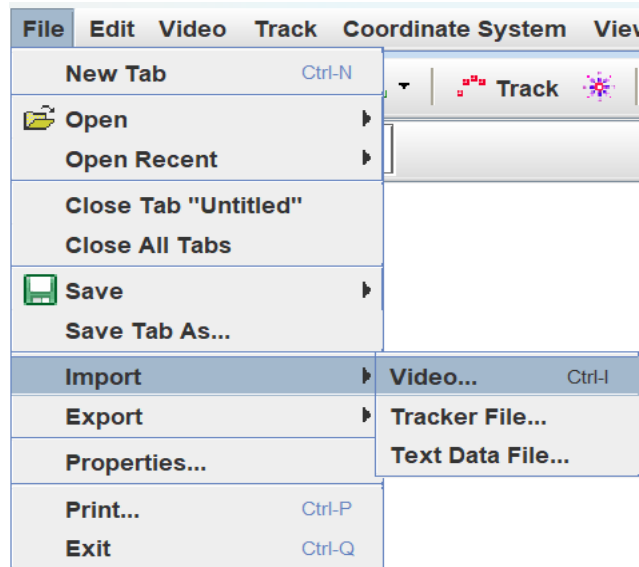 File Edit Video Track Coordinate System View
New Tab Ctrl-N
Track
Open
Open Recent
Close Tab "Untitled"
Close All Tabs
Save
Save Tab As...
Import
Video... Ctrl-I
Export
Tracker File...
Properties...
Text Data File...
Print... Ctrl-P
Exit Ctrl-Q